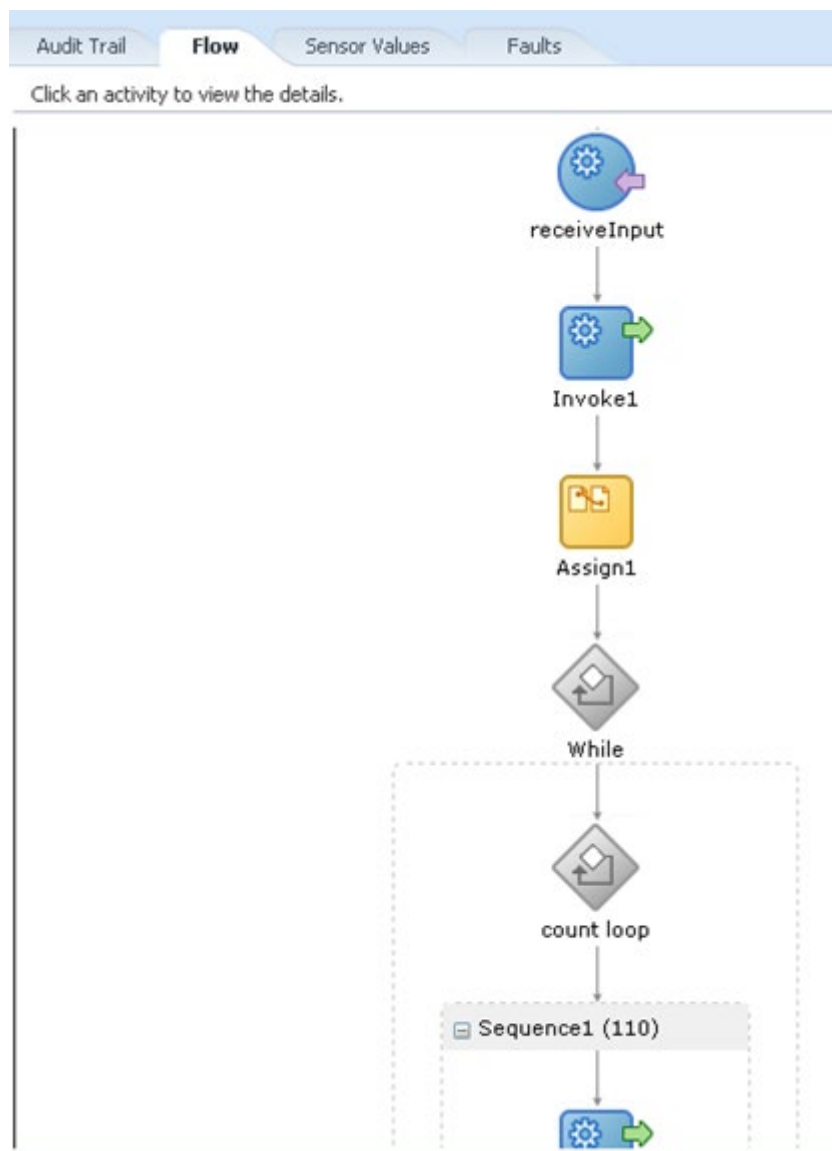 Audit Trail Flow Sensor Values Faults
Click an activity to view the details.
receiveInput
Invoke1
Assign1
While
count loop
Sequence1 (110)